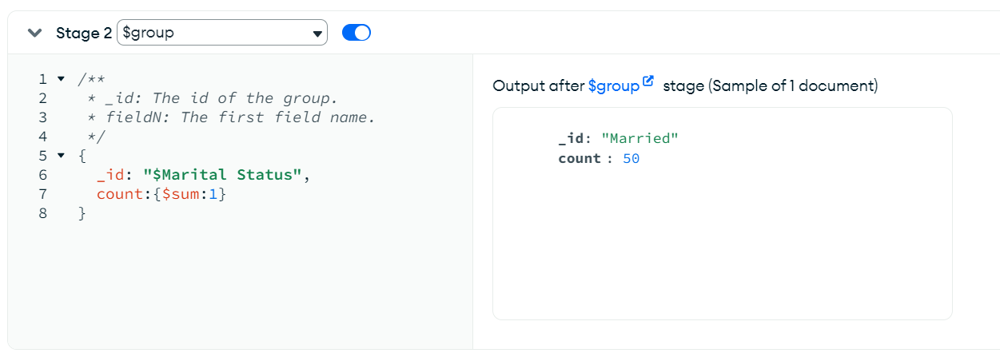 Stage 2 $group
1 /**
2  * _id: The id of the group.
3  * fieldN: The first field name.
4  */
5 {
6   _id: "$Marital Status",
7   count:{$sum:1}
8 }
Output after $group stage (Sample of 1 document)
_id: "Married"
count : 50